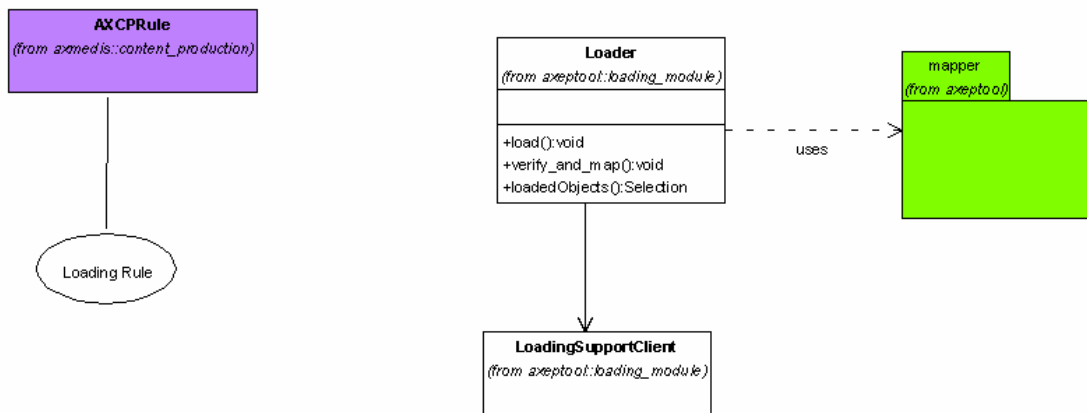 AXCPRule
(from axmedis::content_production)
Loading Rule
Loader
(from axeptool::loading_module)
+load():void
+verify_and_map():void
+loadedObjects():Selection
uses
mapper
(from axeptool)
LoadingSupportClient
(from axeptool::loading_module)